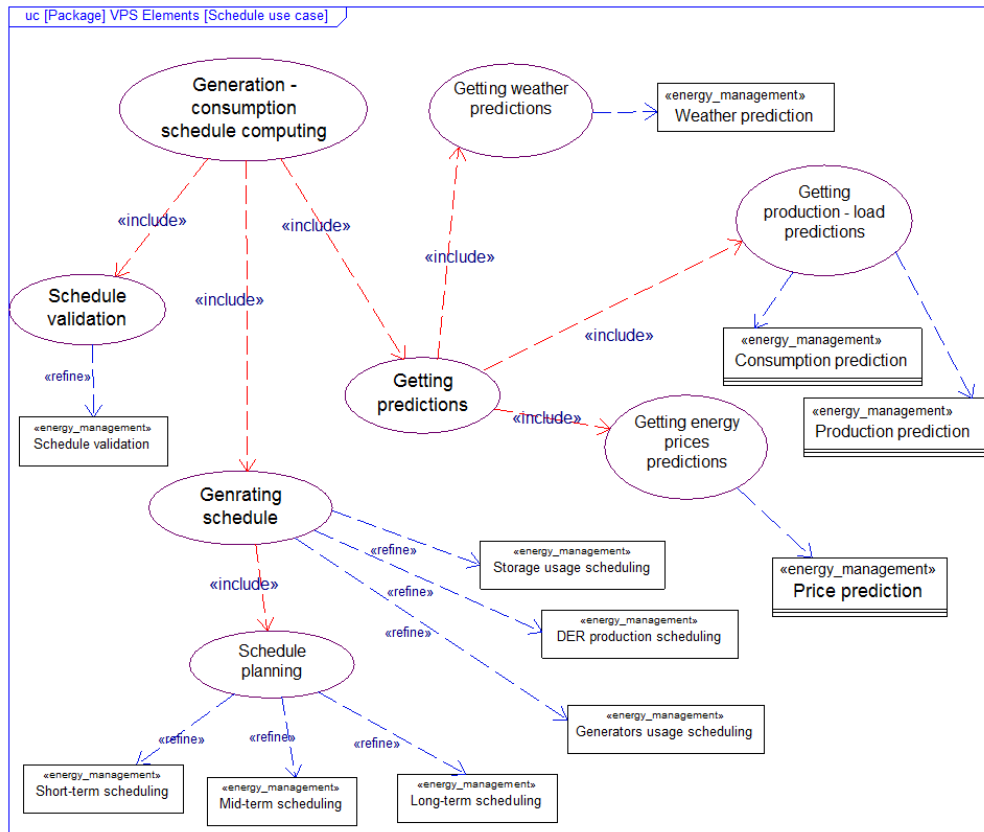 uc [Package] VPS Elements [Schedule use case]
Generation -
consumption
schedule computing
Getting weather
predictions
«energy_management»
Weather prediction
Getting
production - load
predictions
«include»
«include»
«include»
«include»
«include»
Schedule
validation
«refine»
«energy_management»
Schedule validation
Getting
predictions
«include»
«energy_management»
Consumption prediction
«energy_management»
Production prediction
Getting energy
prices
predictions
«energy_management»
Price prediction
Genrating
schedule
«include»
«refine»
«refine»
«refine»
«energy_management»
Storage usage scheduling
«energy_management»
DER production scheduling
«energy_management»
Generators usage scheduling
Schedule
planning
«refine»
«refine»
«refine»
«energy_management»
Short-term scheduling
«energy_management»
Mid-term scheduling
«energy_management»
Long-term scheduling